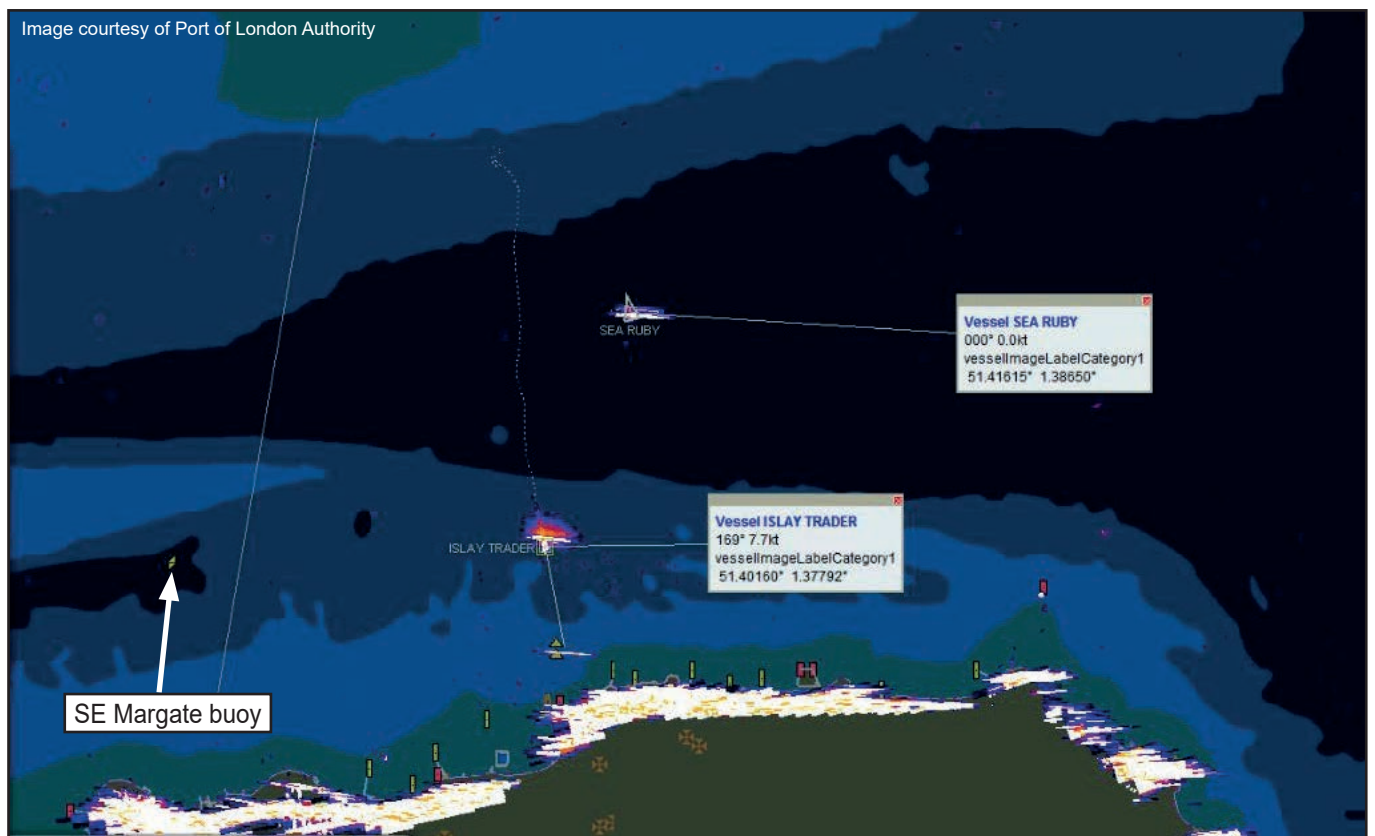 Image courtesy of Port of London Authority
SEA RUBY
Vessel SEA RUBY
000° 0.0kt
vesselImageLabelCategory1
51.41615° 1.38650°
ISLAY TRADER
Vessel ISLAY TRADER
169° 7.7kt
vesselImageLabelCategory1
51.40160° 1.37792°
SE Margate buoy